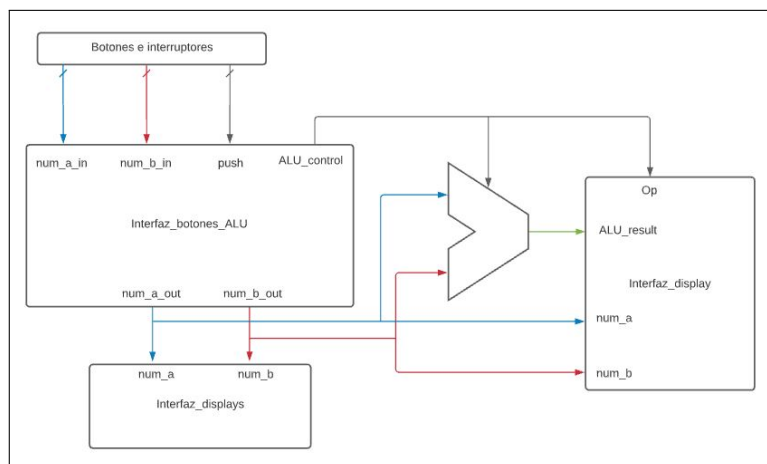 Botones e interruptores
num_a_in
num_b_in
push
ALU_control
Interfaz_botones_ALU
num_a_out
num_b_out
num_a
num_b
Interfaz_displays
Op
ALU_result
Interfaz_display
num_a
num_b